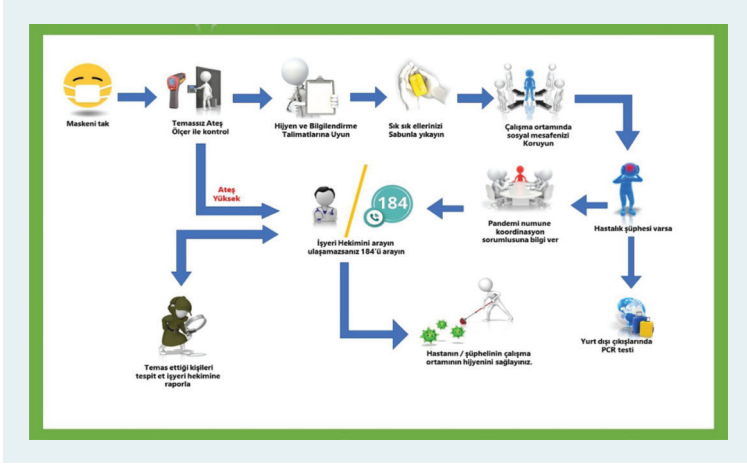 Maskeni tak
Temassız Ateş
Ölçer ile kontrol
Hijyen ve Bilgilendirme
Talimatlarına Uyun
Sık sık ellerinizi
Sabunla yıkayın
Çalışma ortamında
sosyal mesafenizi
Koruyun
Ateş
Yüksek
184
İşyeri Hekimini arayın
ulaşamazsanız 184'ü arayın
Pandemi numune
koordinasyon
sorumlusuna bilgi ver
Hastalık şüphesi varsa
Temas ettiği kişileri
tespit et işyeri hekimine
raporla
Hastanın / şüphelinin çalışma
ortamının hijyenini sağlayınız.
Yurt dışı çıkışlarında
PCR testi